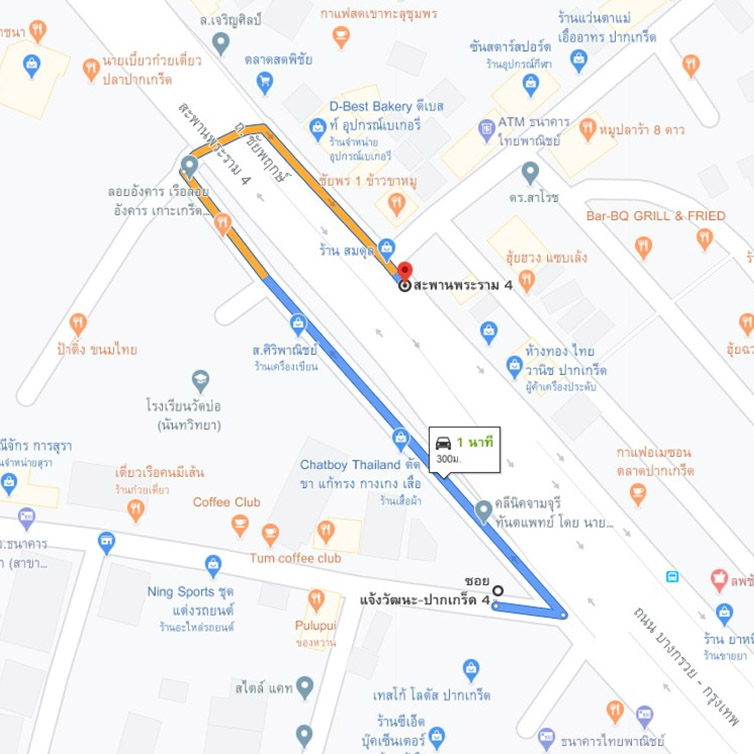 กาแฟสดเขาทะลุชุมพร
ล.เจริญศิลป์
ร้านแว่นตาแม่
เอื้ออาทร ปากเกร็ด
ซันสตาร์สปอร์ต
ร้านอุปกรณ์กีฬา
นายเบี้ยวก๋วยเตี๋ยว
ปลาปากเกร็ด
ตลาดสดพิชัย
D-Best Bakery ดีเบส
ท์ อุปกรณ์เบเกอรี่
ร้านจำหน่าย
อุปกรณ์เบเกอรี่
ATM ธนาคาร
ไทยพาณิชย์
หมูปลาร้า 8 ดาว
สะพานพระราม 4
ถ. ชัยพฤกษ์
ชัยพร 1 ข้าวขาหมู
ลอยอังคาร เรือลอย
อังคาร เกาะเกร็ด...
ดร.สาโรช
Bar-BQ GRILL & FRIED
ร้าน สมดุล
ฮุ้ยฮวง แซบเล้ง
สะพานพระราม 4
ป้าติ๋ง ขนมไทย
ส.ศิริพาณิชย์
ร้านเครื่องเขียน
ห้างทอง ไทย
วานิช ปากเกร็ด
ผู้ค้าเครื่องประดับ
โรงเรียนวัดบ่อ
(นันทวิทยา)
1 นาที
300ม.
ณีจักร การสุรา
Chatboy Thailand ตัด
ขา แก้ทรง กางเกง เสื้อ
ร้านเสื้อผ้า
กาแฟอเมซอน
ตลาดปากเกร็ด
เตี๋ยวเรือคนมีเส้น
ร้านก๋วยเตี๋ยว
Coffee Club
คลีนิคจามจุรี
ทันตแพทย์ โดย นาย...
Tum coffee club
ธนาคาร
(สาขา...
Ning Sports ชุด
แต่งรถยนต์
ร้านอะไหล่รถยนต์
ซอย
แจ้งวัฒนะ-ปากเกร็ด 4
Pulupui
ของหวาน
ถนน บางกรวย - กรุงเทพ
ร้านขายยา
สไตล์ แคท
เทสโก้ โลตัส ปากเกร็ด
ร้านซีเอ็ด
บุ๊คเซ็นเตอร์
ธนาคารไทยพาณิชย์